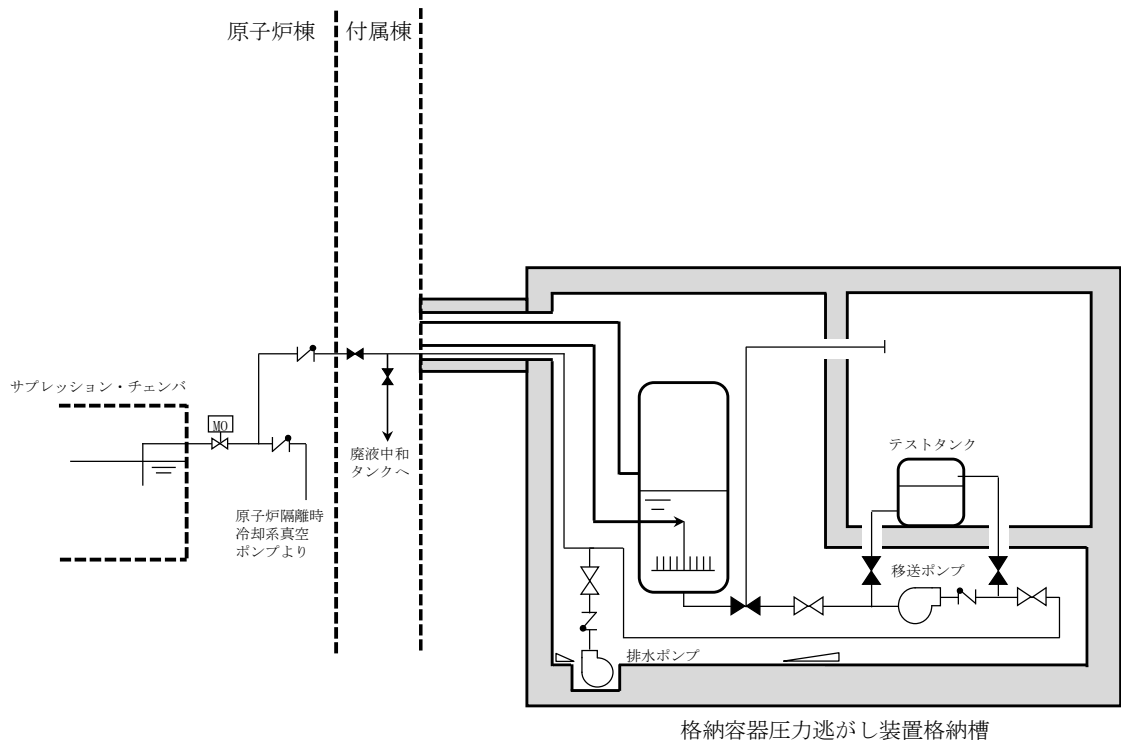 原子炉棟
付属棟
サプレッション・チェンバ
MO
廃液中和
タンクへ
原子炉隔離時
冷却系真空
ポンプより
テストタンク
移送ポンプ
排水ポンプ
格納容器圧力逃がし装置格納槽